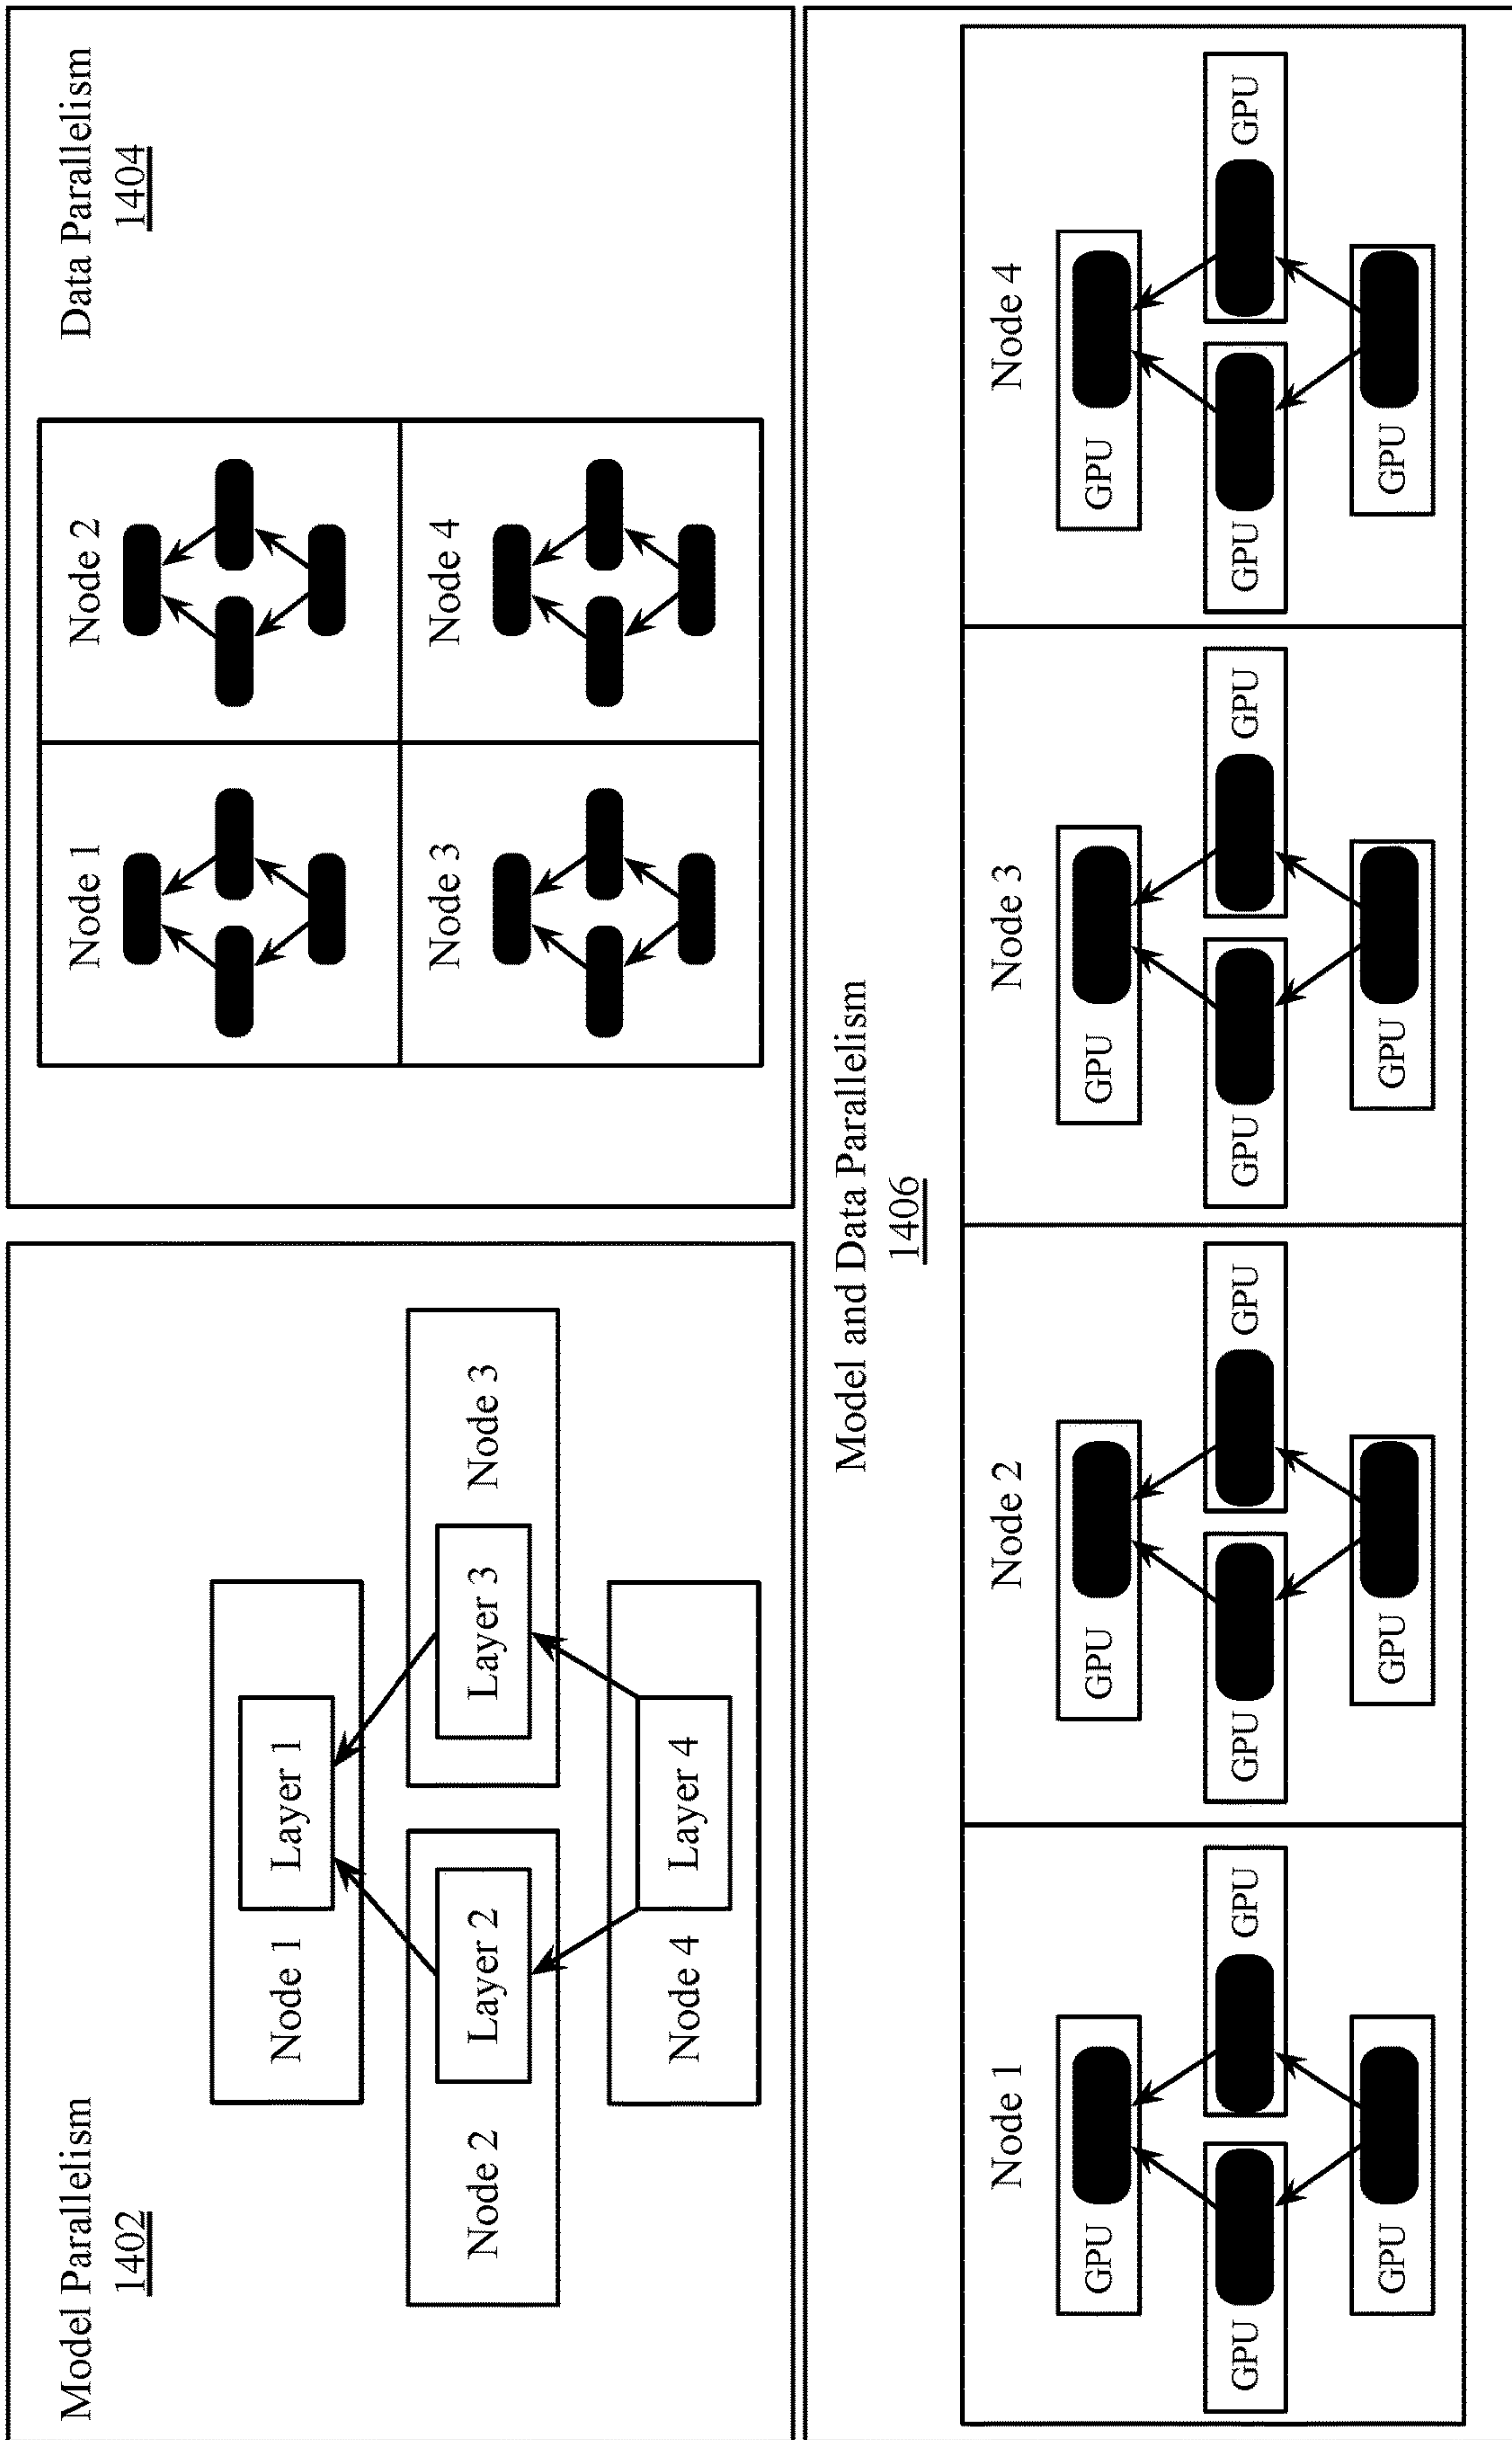 Model Parallelism
1402
Node 1
Layer 1
Node 2
Layer 2
Layer 3
Node 3
Node 4
Layer 4
Data Parallelism
1404
Node 1
Node 2
Node 3
Node 4
Model and Data Parallelism
1406
Node 1
GPU
GPU
GPU
GPU
Node 2
GPU
GPU
GPU
GPU
Node 3
GPU
GPU
GPU
GPU
Node 4
GPU
GPU
GPU
GPU